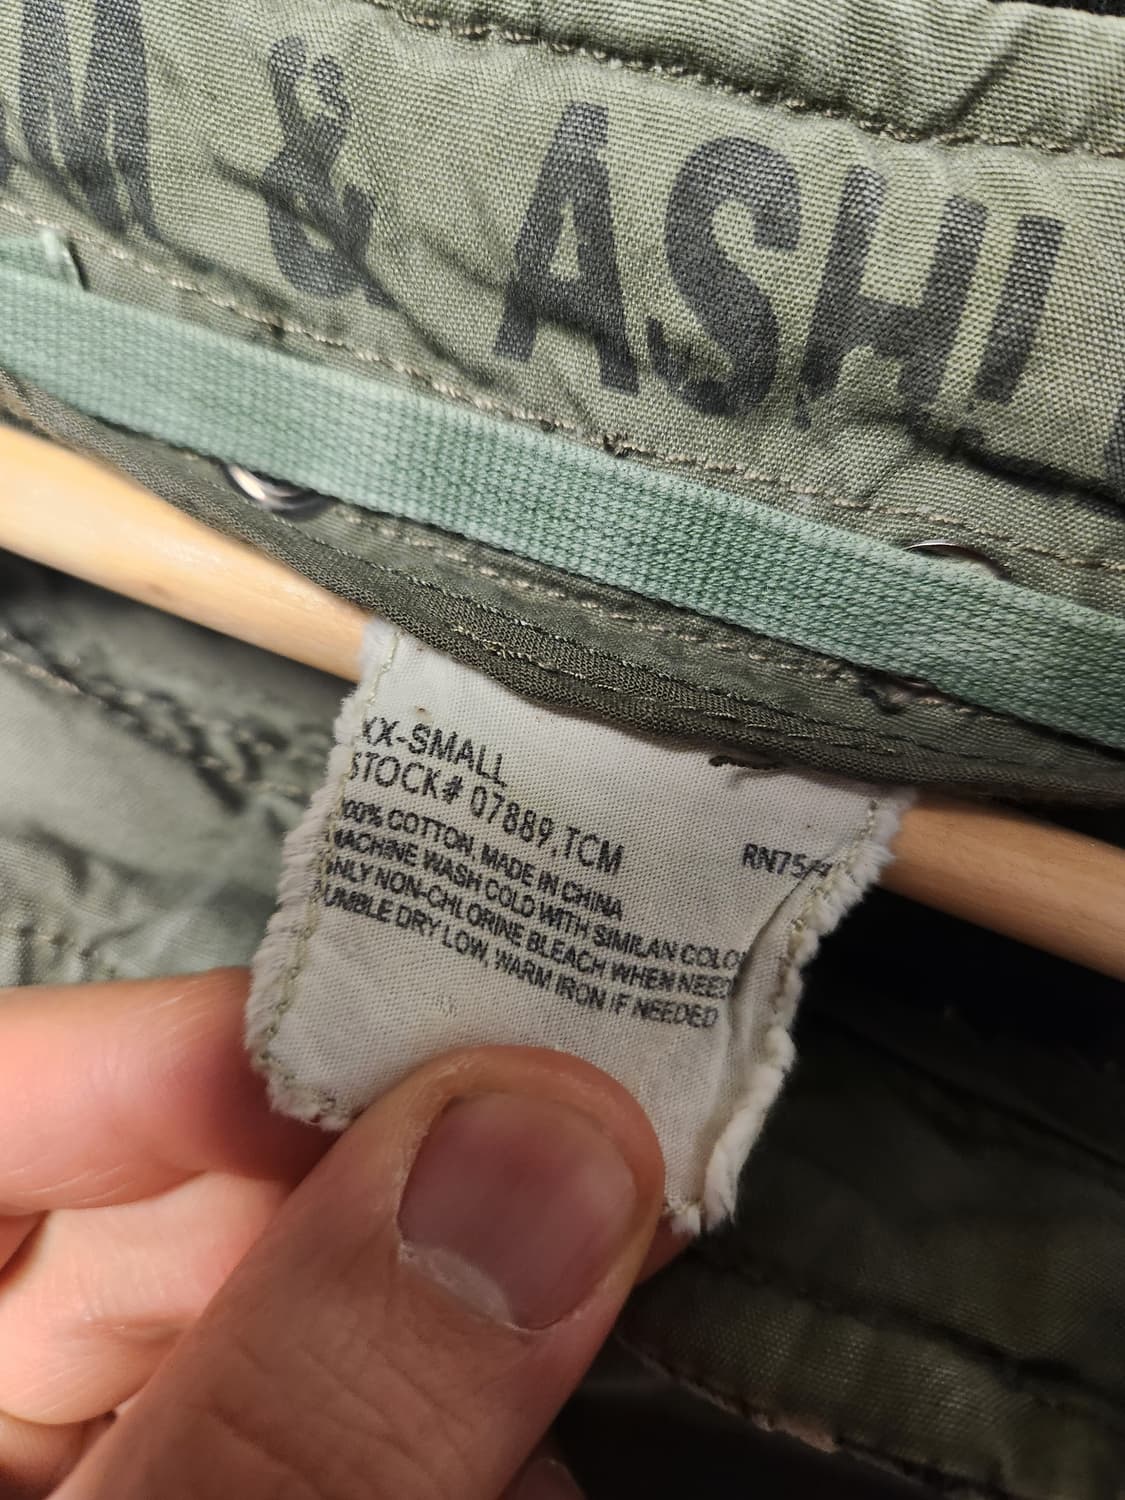 M & ASHI
XX-SMALL
STOCK# 07889,TCM
100% COTTON, MADE IN CHINA
RN75
MACHINE WASH COLD WITH SIMILAN COLO
ONLY NON-CHLORINE BLEACH WHEN NEED
TUMBLE DRY LOW, WARM IRON IF NEEDED